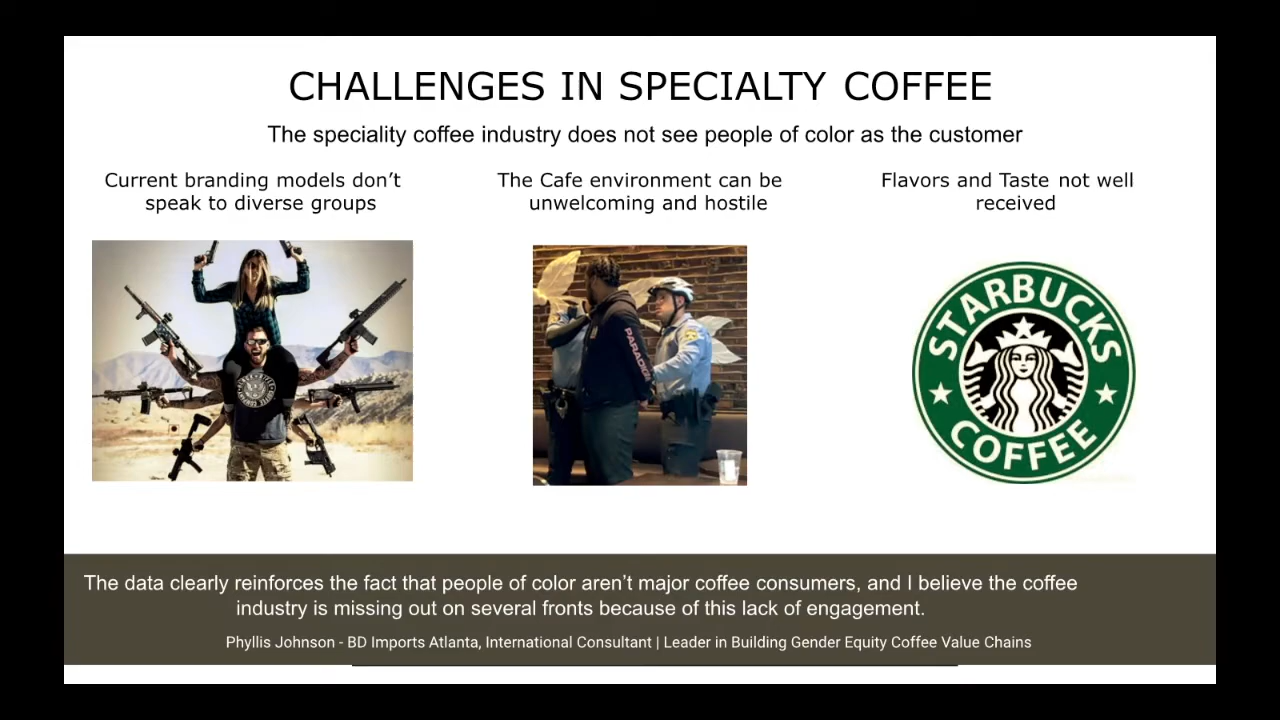 CHALLENGES IN SPECIALTY COFFEE
The speciality coffee industry does not see people of color as the customer
Current branding models don't
speak to diverse groups
The Cafe environment can be
unwelcoming and hostile
Flavors and Taste not well
received
PARADIGM
STARBUCKS
COFFEE
The data clearly reinforces the fact that people of color aren't major coffee consumers, and I believe the coffee
industry is missing out on several fronts because of this lack of engagement.
Phyllis Johnson - BD Imports Atlanta, International Consultant | Leader in Building Gender Equity Coffee Value Chains